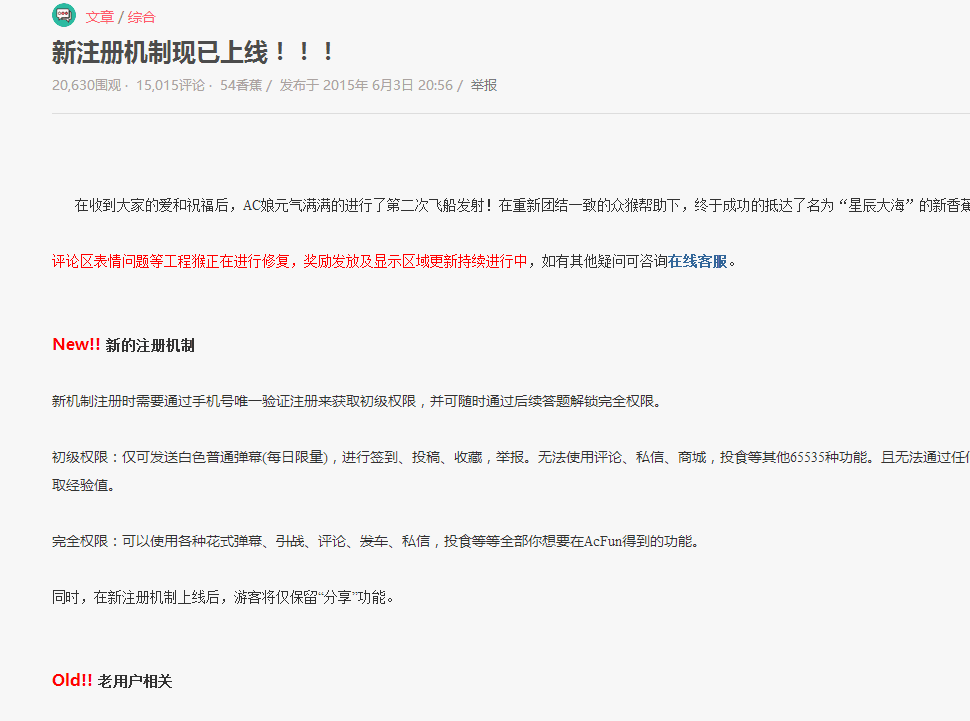 文章 / 综合
新注册机制现已上线！！！
20,630围观 · 15,015评论 · 54香蕉 / 发布于 2015年 6月3日 20:56 / 举报
在收到大家的爱和祝福后，AC娘元气满满的进行了第二次飞船发射！在重新团结一致的众猴帮助下，终于成功的抵达了名为“星辰大海”的新香蕉
评论区表情问题等工程猴正在进行修复，奖励发放及显示区域更新持续进行中，如有其他疑问可咨询在线客服。
New!! 新的注册机制
新机制注册时需要通过手机号唯一验证注册来获取初级权限，并可随时通过后续答题解锁完全权限。
初级权限：仅可发送白色普通弹幕(每日限量)，进行签到、投稿、收藏，举报。无法使用评论、私信、商城，投食等其他65535种功能。且无法通过任何
取经验值。
完全权限：可以使用各种花式弹幕、引战、评论、发车、私信，投食等等全部你想要在AcFun得到的功能。
同时，在新注册机制上线后，游客将仅保留“分享”功能。
Old!! 老用户相关